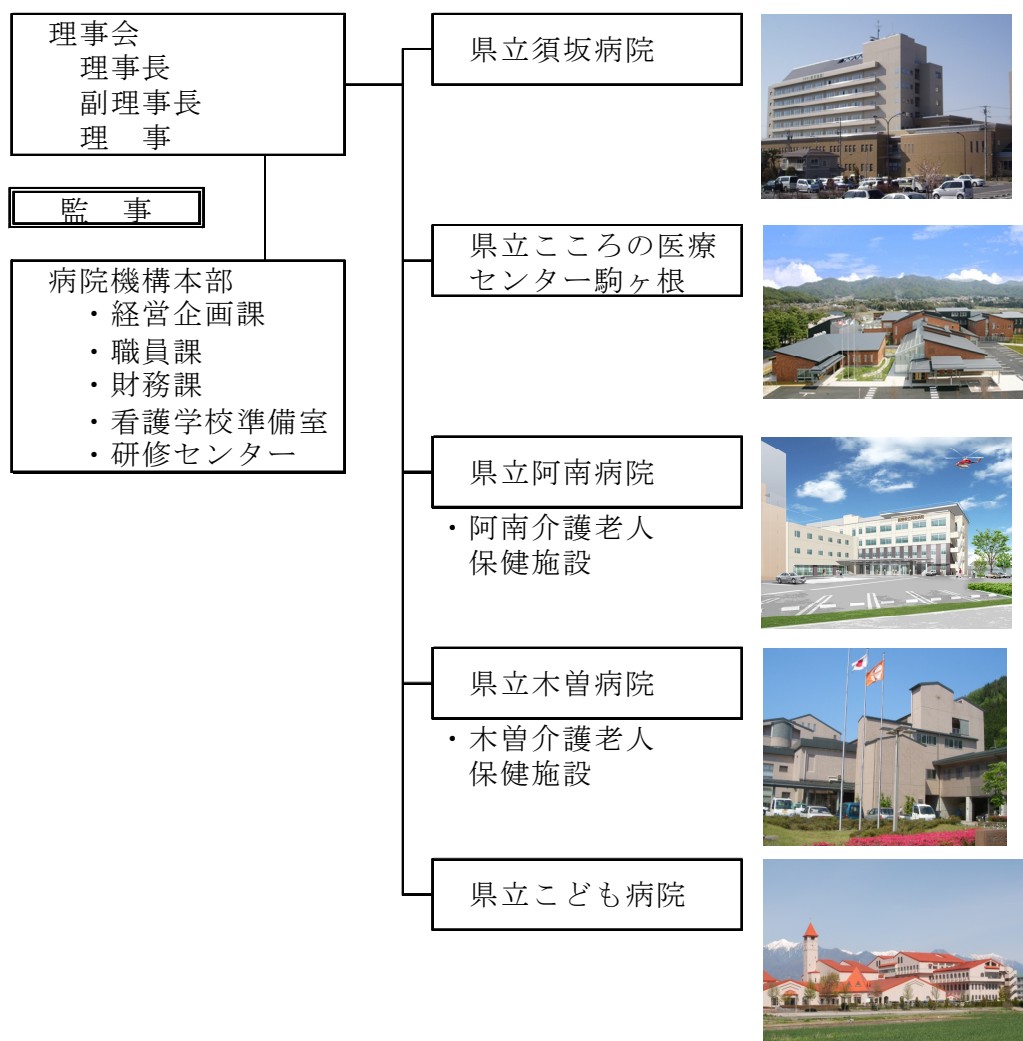 理事会
理事長
副理事長
理　事
監　事
病院機構本部
・経営企画課
・職員課
・財務課
・看護学校準備室
・研修センター
県立須坂病院
県立こころの医療
センター駒ヶ根
県立阿南病院
・阿南介護老人
保健施設
県立木曽病院
・木曽介護老人
保健施設
県立こども病院